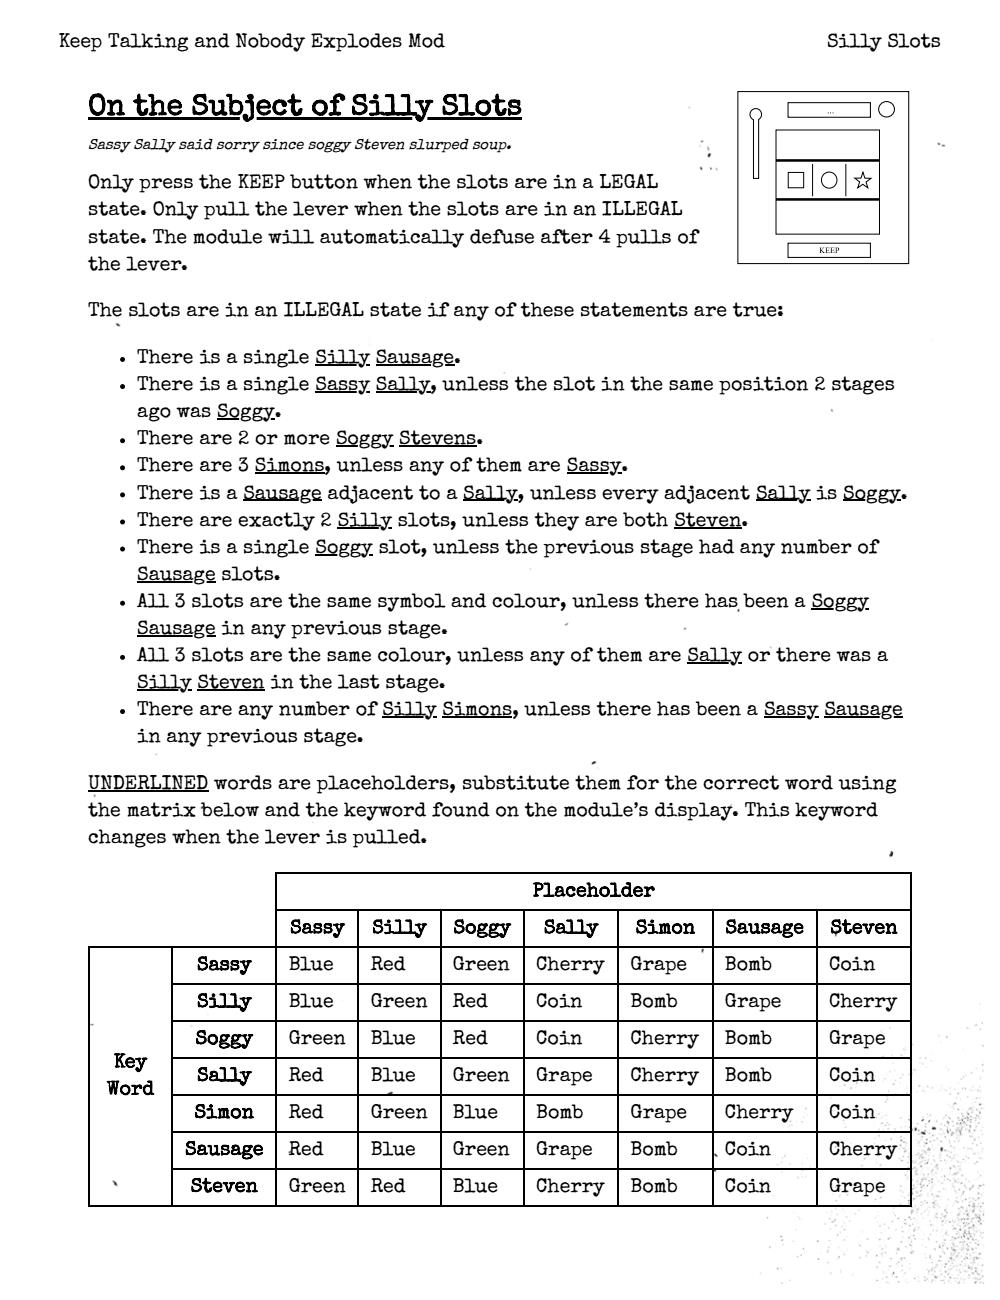 Keep Talking and Nobody Explodes Mod Silly Slots
On the Subject of Silly Slots
Sassy Sally said sorry since soggy Steven slurped soup.
...
KEEP
Only press the KEEP button when the slots are in a LEGAL
state. Only pull the lever when the slots are in an ILLEGAL
state. The module will automatically defuse after 4 pulls of
the lever.
The slots are in an ILLEGAL state if any of these statements are true:
• There is a single Silly Sausage.
• There is a single Sassy Sally, unless the slot in the same position 2 stages
ago was Soggy.
• There are 2 or more Soggy Stevens.
• There are 3 Simons, unless any of them are Sassy.
• There is a Sausage adjacent to a Sally, unless every adjacent Sally is Soggy.
• There are exactly 2 Silly slots, unless they are both Steven.
• There is a single Soggy slot, unless the previous stage had any number of
Sausage slots.
• All 3 slots are the same symbol and colour, unless there has been a Soggy
Sausage in any previous stage.
• All 3 slots are the same colour, unless any of them are Sally or there was a
Silly Steven in the last stage.
• There are any number of Silly Simons, unless there has been a Sassy Sausage
in any previous stage.
UNDERLINED words are placeholders, substitute them for the correct word using
the matrix below and the keyword found on the module's display. This keyword
changes when the lever is pulled.
Placeholder
Sassy Silly Soggy Sally Simon Sausage Steven
Key Word
Sassy Blue Red Green Cherry Grape Bomb Coin
Silly Blue Green Red Coin Bomb Grape Cherry
Soggy Green Blue Red Coin Cherry Bomb Grape
Sally Red Blue Green Grape Cherry Bomb Coin
Simon Red Green Blue Bomb Grape Cherry Coin
Sausage Red Blue Green Grape Bomb Coin Cherry
Steven Green Red Blue Cherry Bomb Coin Grape